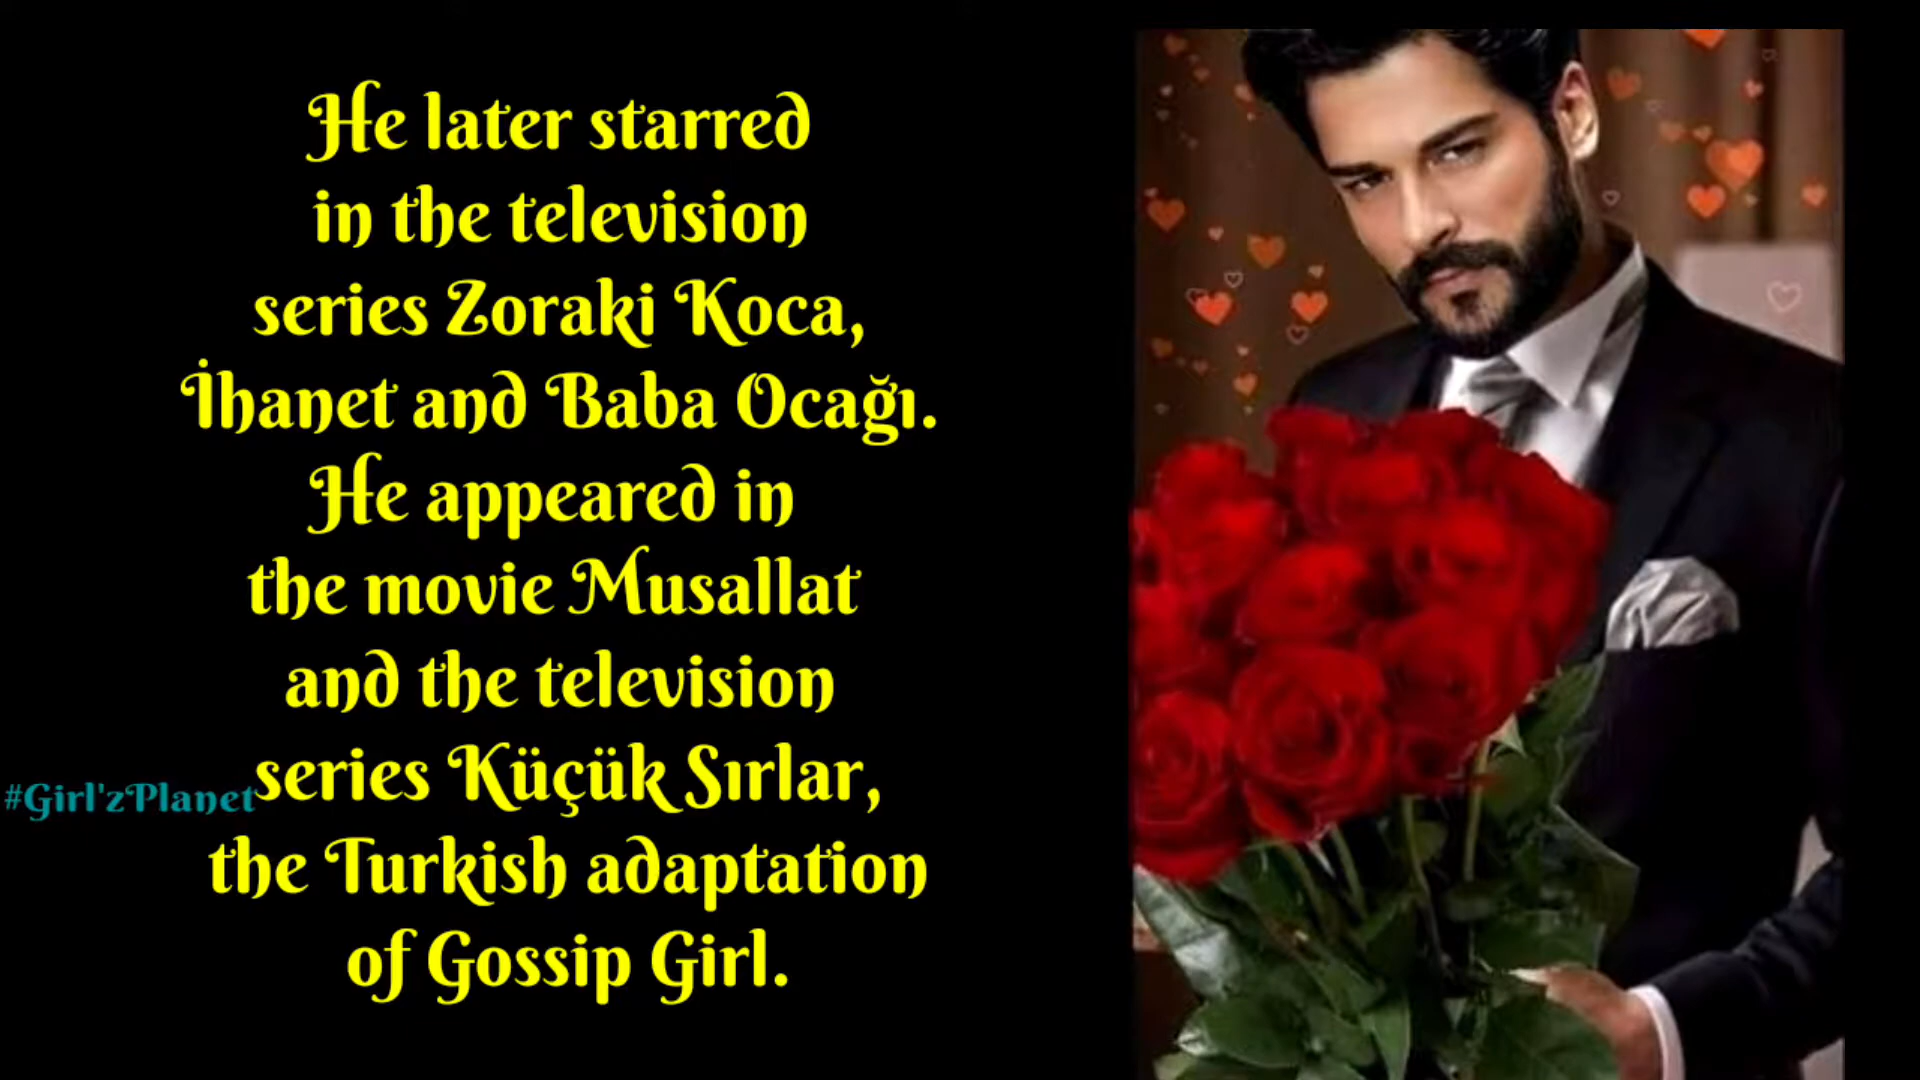 He later starred
in the television
series Zoraki Koca,
İhanet and Baba Ocağı.
He appeared in
the movie Musallat
and the television
series Küçük Sırlar,
the Turkish adaptation
of Gossip Girl.
#Girl'zPlanet